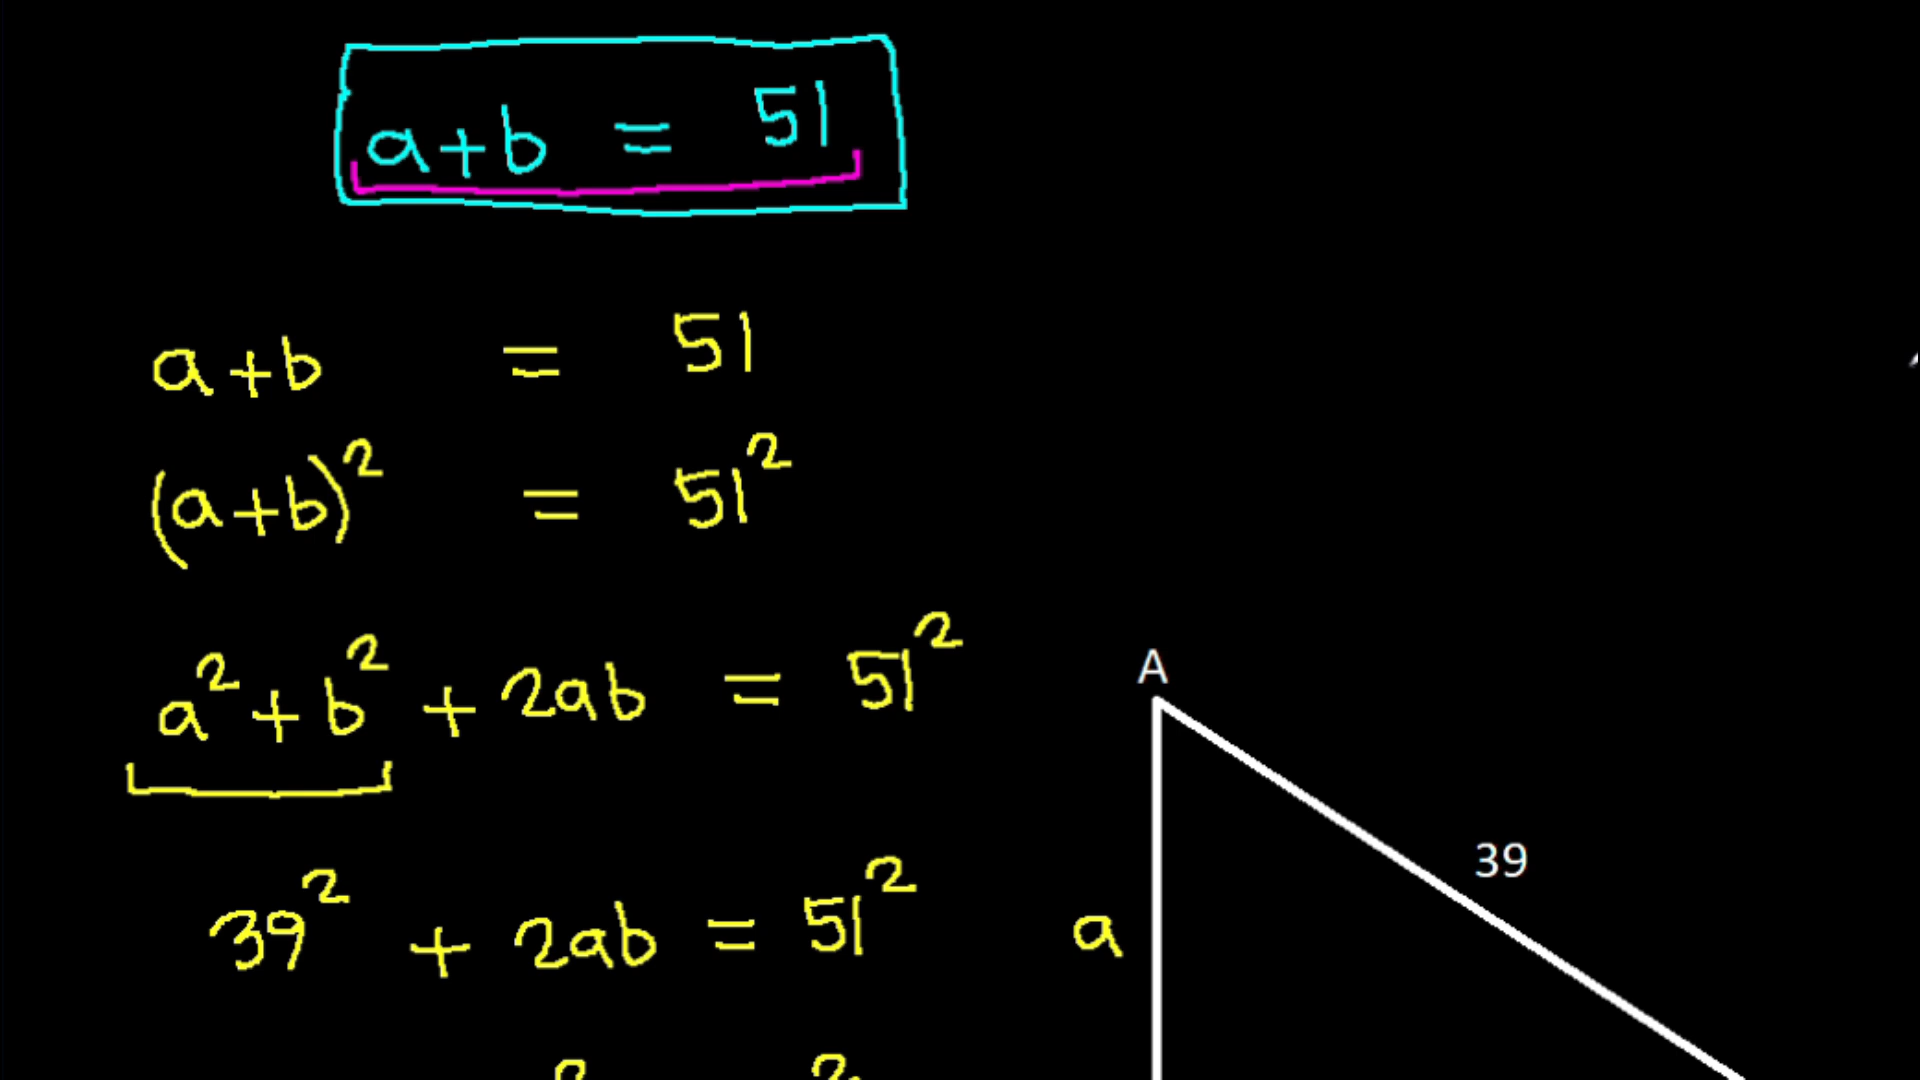 a+b = 51
a+b = 51
(a+b)² = 51²
a²+b² + 2ab = 51²
A
39
39² + 2ab = 51²
a